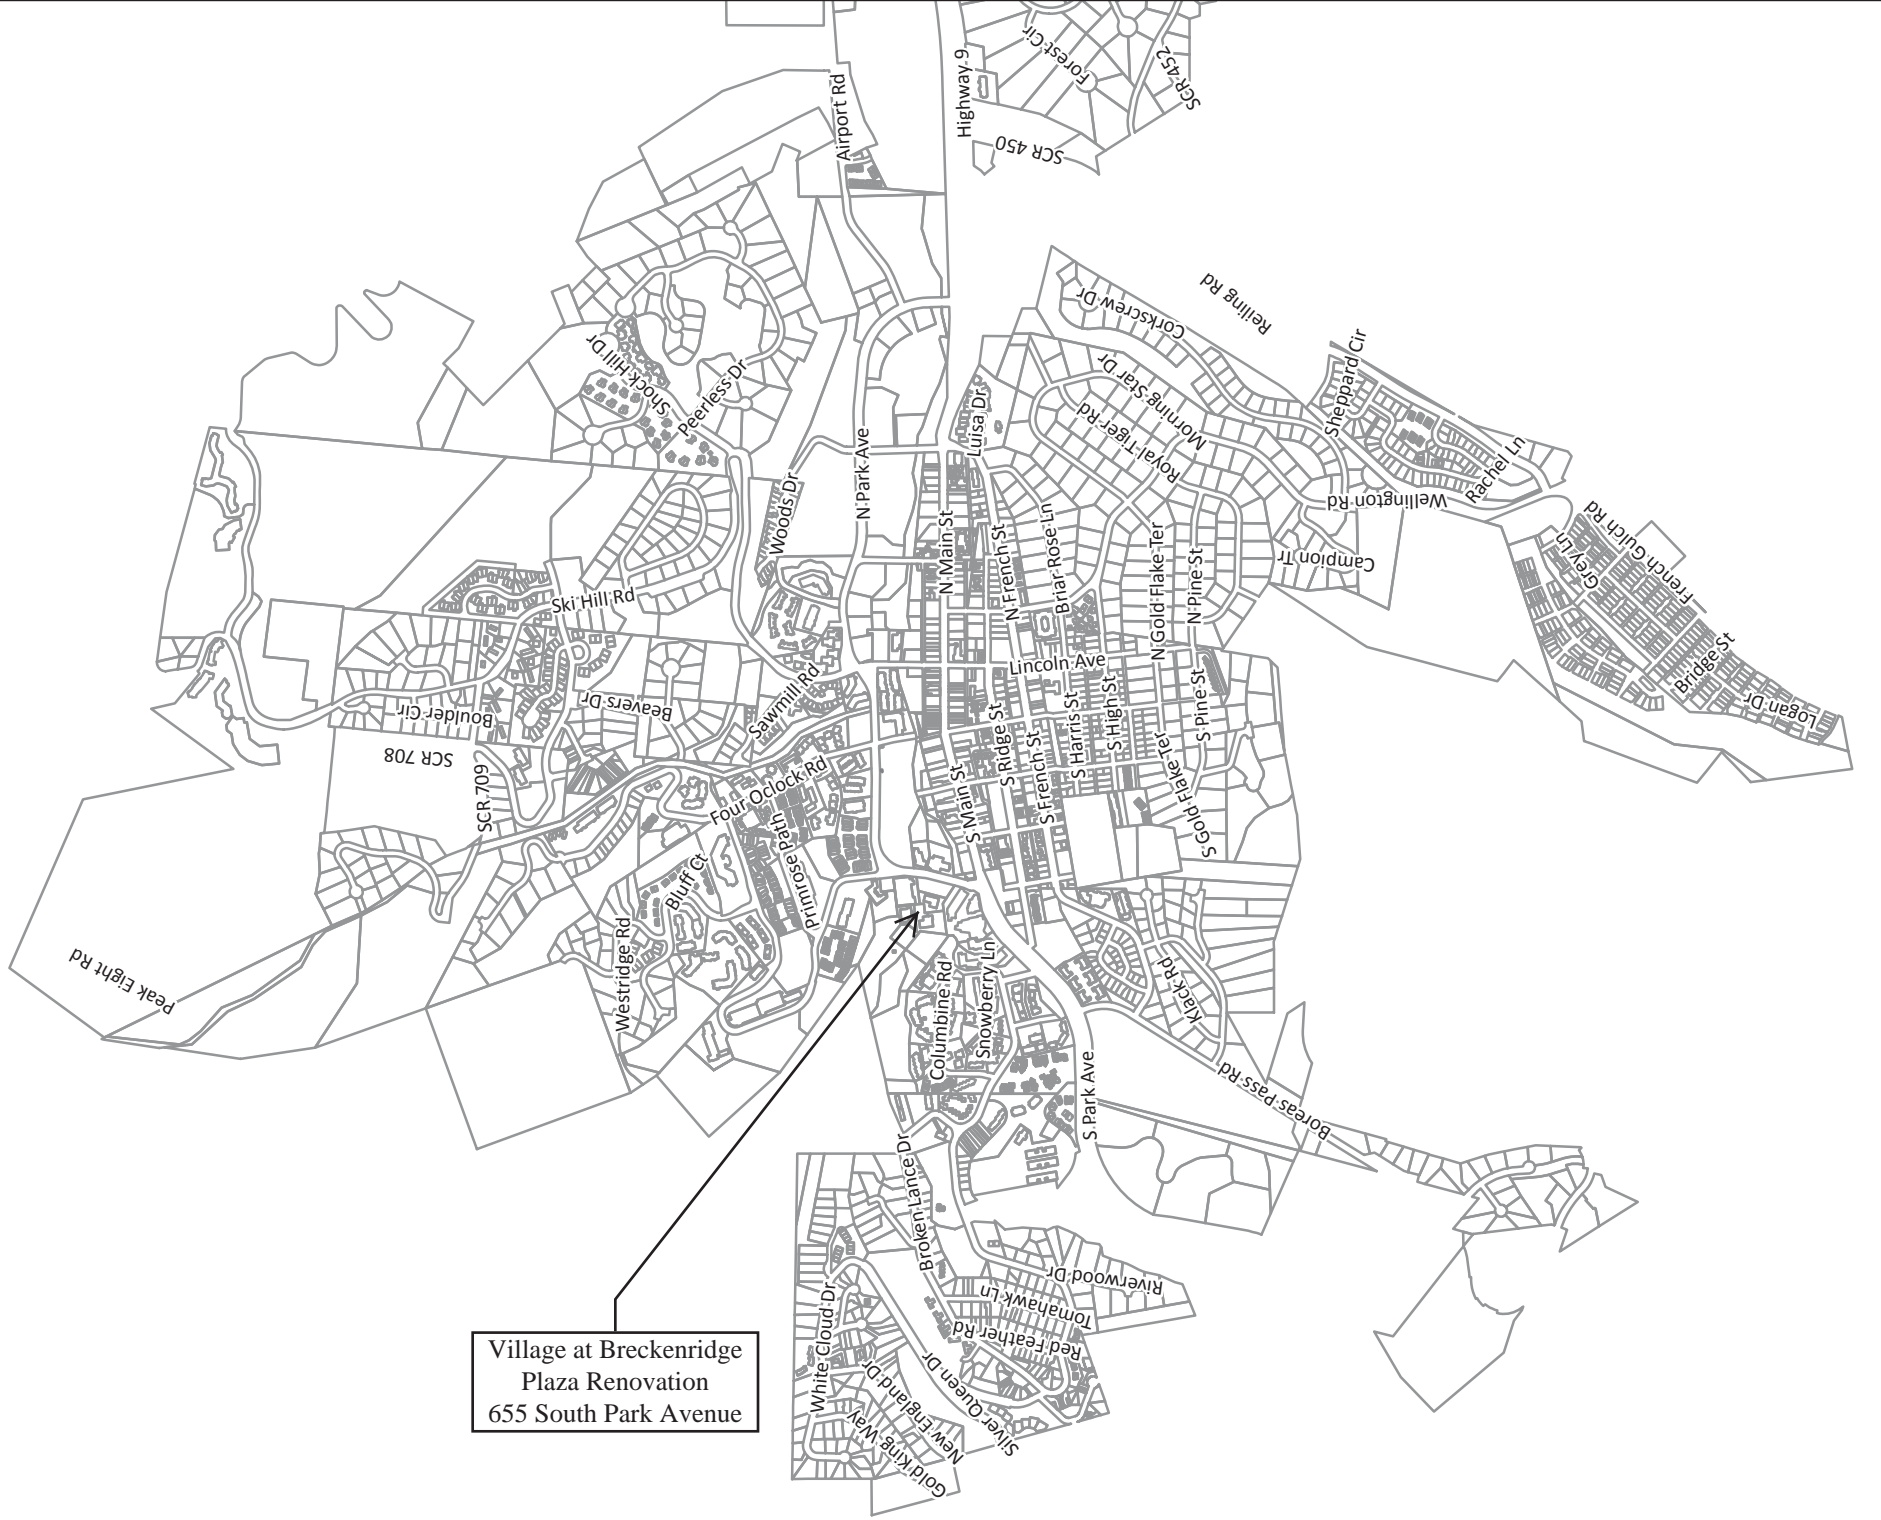 Highway 9
Forest Cir
SCR 452
Airport Rd
SCR 450
Reiling Rd
Corkscrew Dr
Shock Hill Dr
Peerless Dr
Luisa Dr
Morning Star Dr
Royal Tiger Rd
Sheppard Cir
N Park Ave
Woods Dr
Rachel Ln
Wellington Rd
N Main St
N French St
Briar Rose Ln
N Gold Flake Ter
N Pine St
Campion Tr
French Gulch Rd
Grey Ln
Ski Hill Rd
Lincoln Ave
Bridge St
Logan Dr
Boulder Cir
Beavers Dr
Sawmill Rd
S Ridge St
S Harris St
S High St
S Pine St
SCR 708
SCR 709
Four Oclock Rd
S Main St
S French St
S Gold Flake Ter
Primrose Path
Bluff Ct
Peak Eight Rd
Westridge Rd
Columbine Rd
Snowberry Ln
Klack Rd
S Park Ave
Boreas Pass Rd
Broken Lance Dr
Riverwood Dr
Tomahawk Ln
Red Feather Rd
White Cloud Dr
Silver Queen Dr
New England Dr
Gold King Way
Village at Breckenridge
Plaza Renovation
655 South Park Avenue